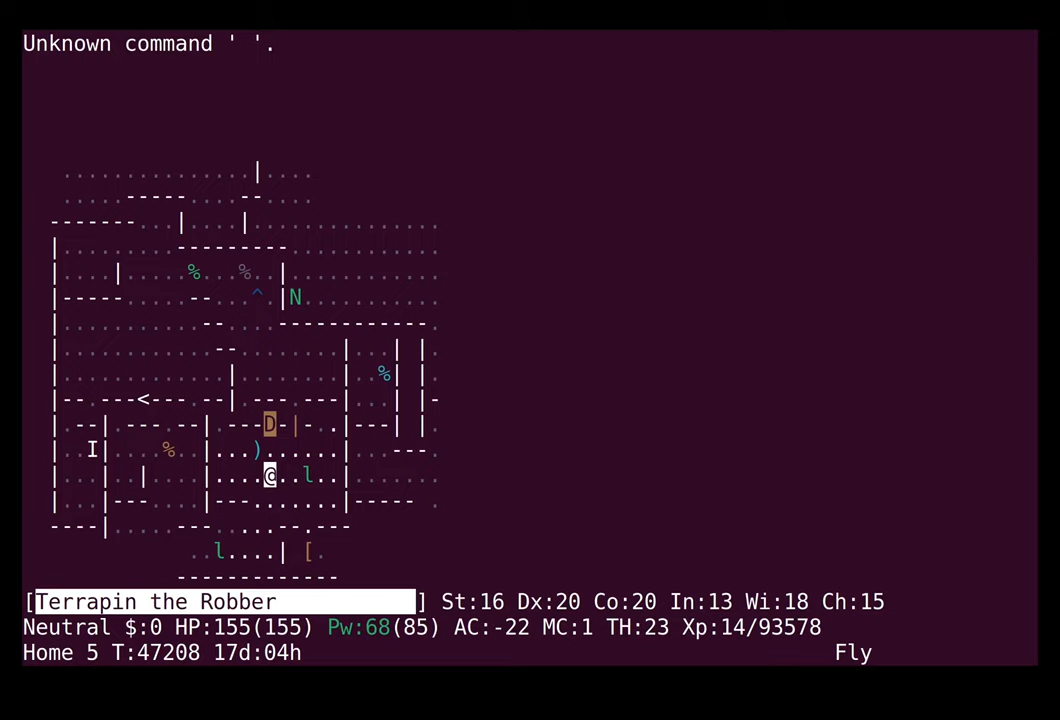 Unknown command ' '.
. . . . . . . . . . . . . . . | . . . .
. . . . . - - - - - . . . . - - . . . .
- - - - - - - . . . | . . . . | . . . . . . . . . . . . . . .
| . . . . . . . . . - - - - - - - - - . . . . . . . . . . . .
| . . . . | . . . . . % . . . % . . | . . . . . . . . . . . .
| - - - - - . . . . . - - . . . ^ . | N . . . . . . . . . . .
| . . . . . . . . . . . - - . . . . - - - - - - - - - - - - .
| . . . . . . . . . . . . - - . . . . . . . . | . . . | . | .
| . . . . . . . . . . . . . | . . . . . . . . | . . % | . | .
| - - . - - - < - - - . - - | . - - - . - - - | . . . | . | -
| . - - | . - - - . - - | . - - - D - | - . . | - - - | . | .
| . . I | . . . . % . . | . . . ) . . . . . . | . . . - - - .
| . . . | . . | . . . . | . . . . @ . . l . . | . . . . . . .
| . . . | - - - . . . . | - - - . . . . . . . | - - - - - .
- - - - | . . . . . - - - . . . . . - - . - - -
. . l . . . . | [ .
- - - - - - - - - - - - -
[Terrapin the Robber ] St:16 Dx:20 Co:20 In:13 Wi:18 Ch:15
Neutral $:0 HP:155(155) Pw:68(85) AC:-22 MC:1 TH:23 Xp:14/93578
Home 5 T:47208 17d:04h Fly